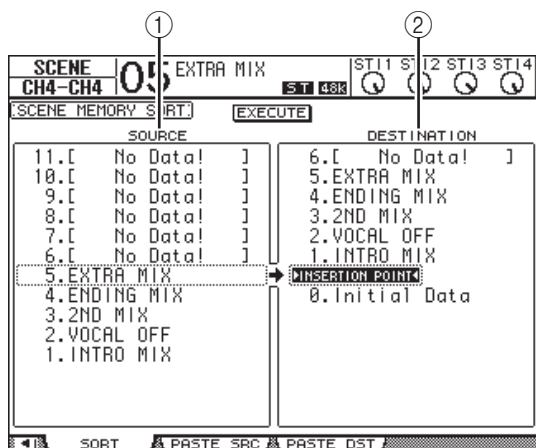 ① ②
SCENE 05 EXTRA MIX ST 48K ST11 ST12 ST13 ST14
CH4-CH4
SCENE MEMORY SORT EXECUTE
SOURCE DESTINATION
11.[ No Data! ] 6.[ No Data! ]
10.[ No Data! ] 5.EXTRA MIX
9.[ No Data! ] 4.ENDING MIX
8.[ No Data! ] 3.2ND MIX
7.[ No Data! ] 2.VOCAL OFF
6.[ No Data! ] 1.INTRO MIX
5.EXTRA MIX INSERTION POINT
4.ENDING MIX 0.Initial Data
3.2ND MIX
2.VOCAL OFF
1.INTRO MIX
SORT PASTE SRC PASTE DST